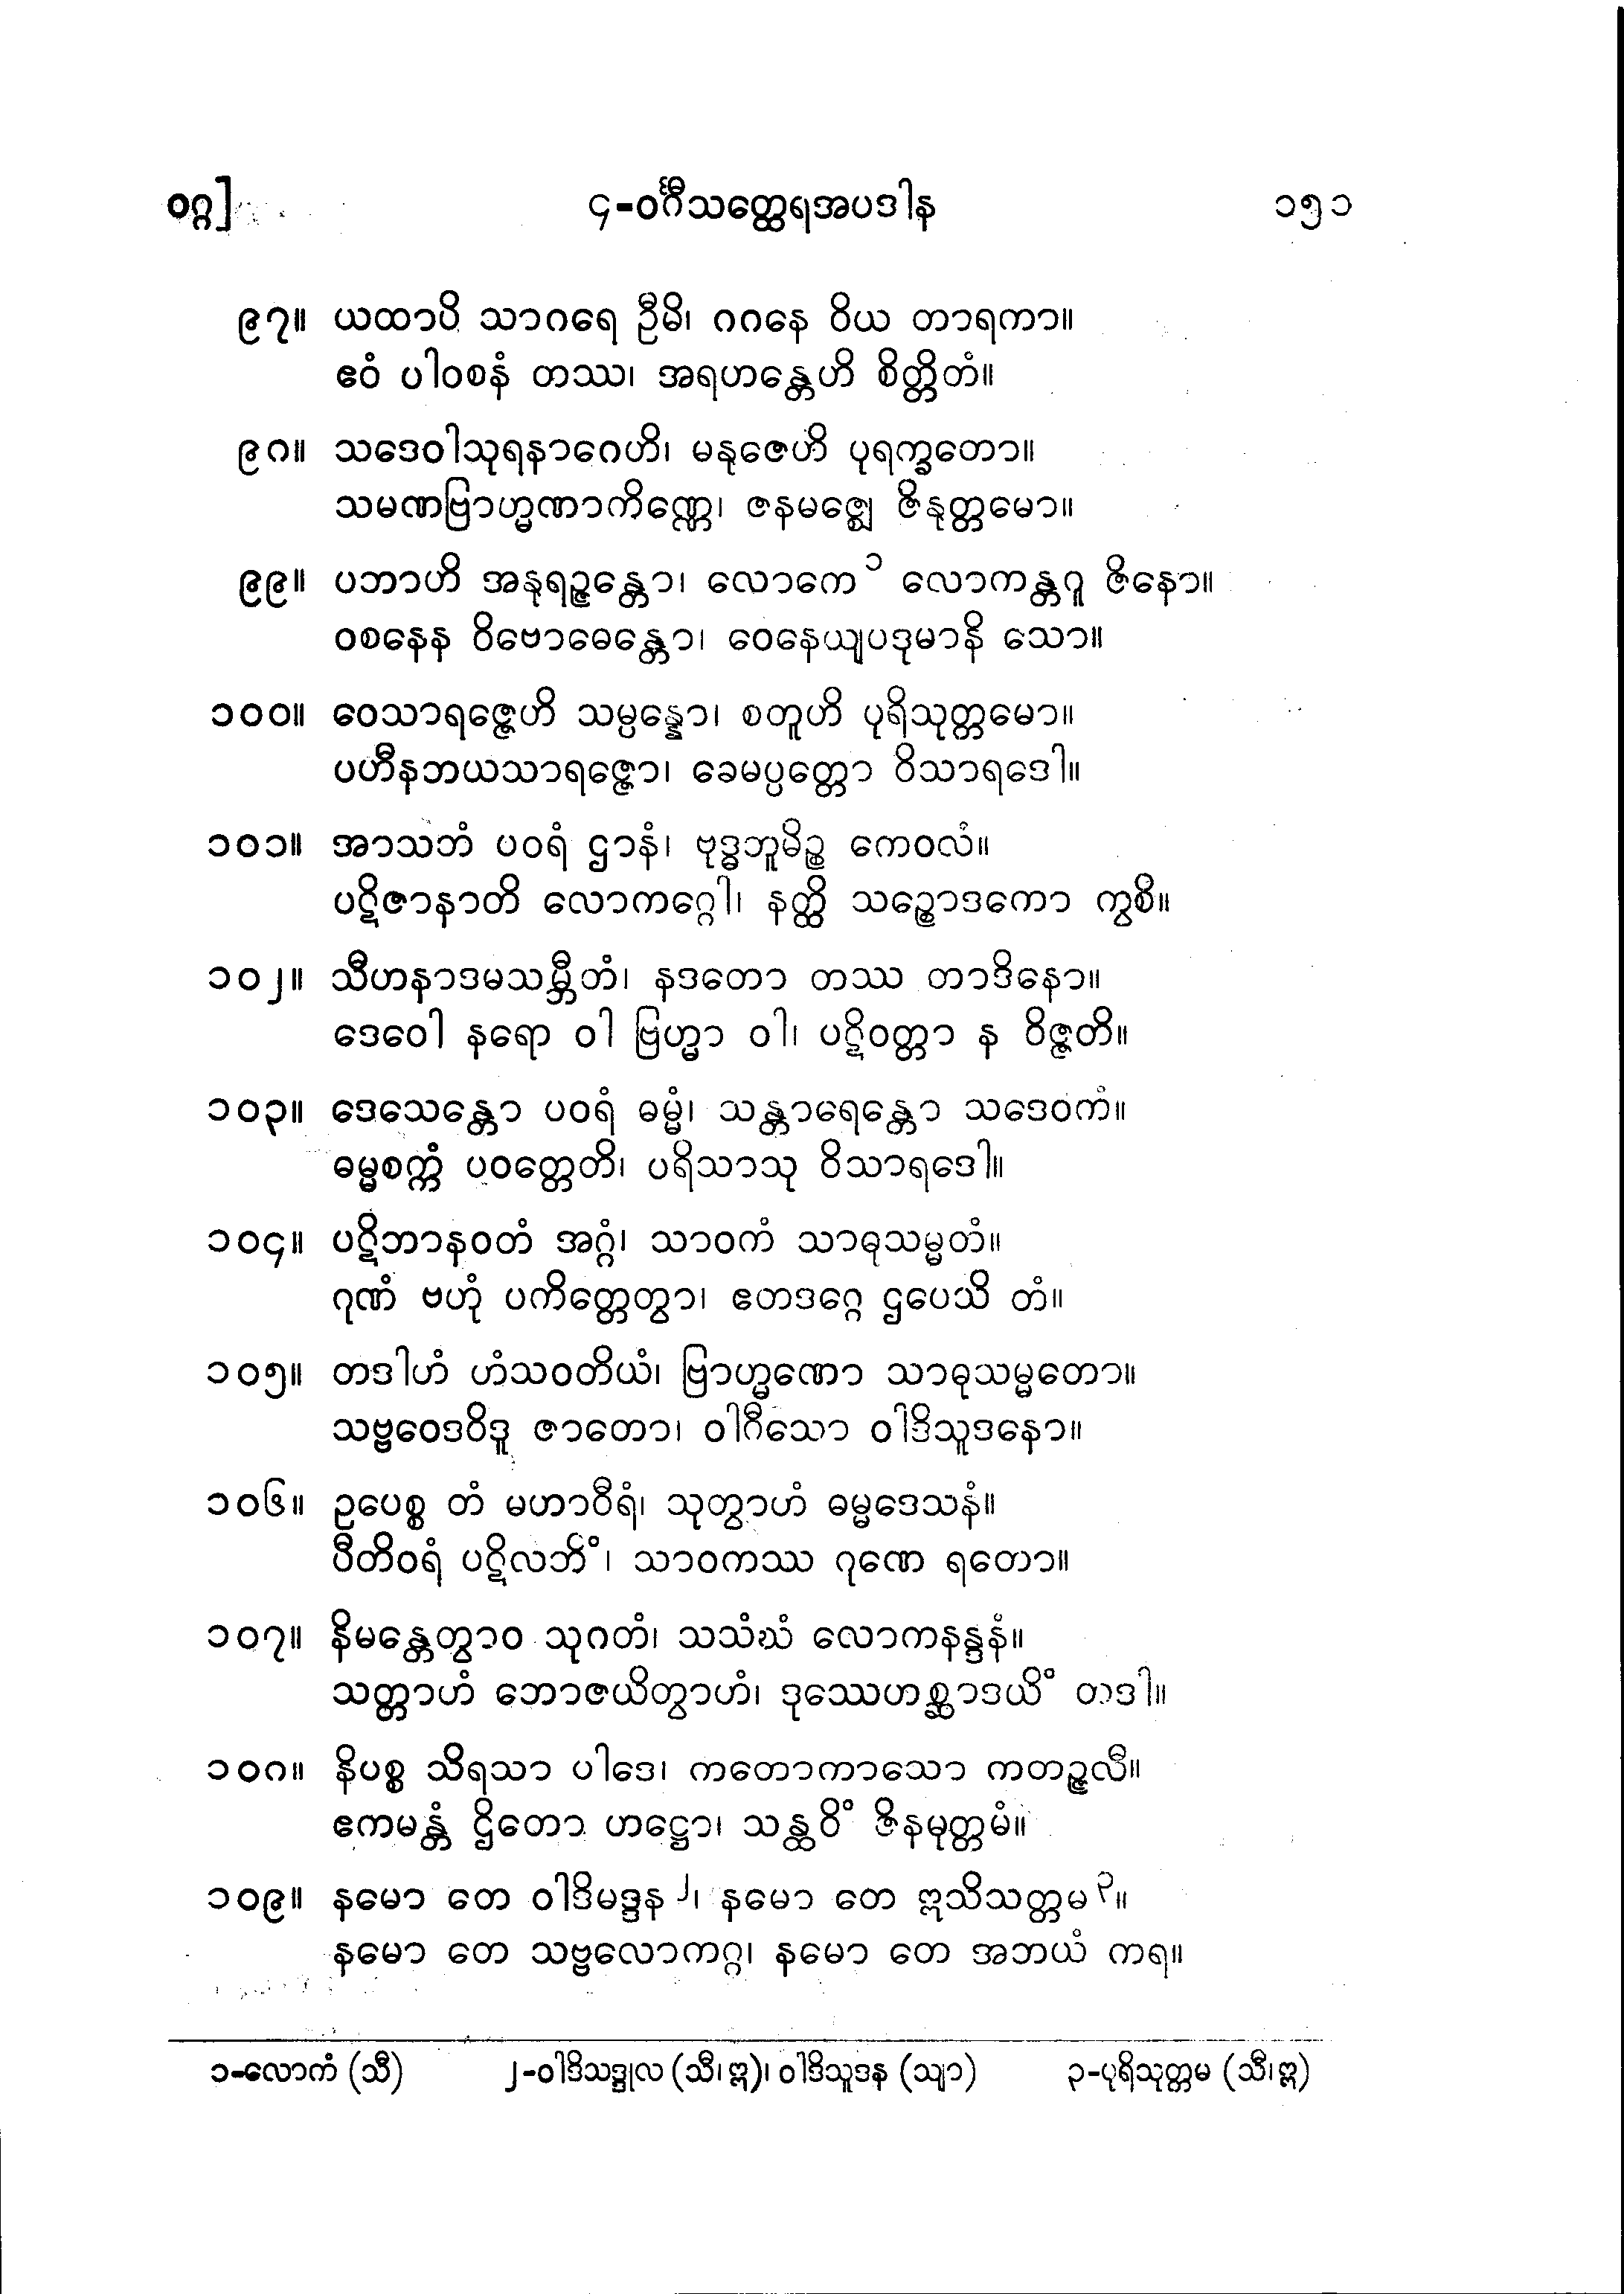 ဝဂ္ဂ] ၄-ဝင်္ဂီသတ္ထေရအပဒါန ၁၅၁
၉၇။ ယထာပိ သာဂရေ ဦမိ၊ ဂဂနေ ဝိယ တာရကာ။
ဧဝံ ပါဝစနံ တဿ၊ အရဟန္တေဟိ စိတ္တိတံ။
၉၈။ သဒေဝါသုရနာဂေဟိ၊ မနုဇေဟိ ပုရက္ခတော။
သမဏဗြာဟ္မဏာကိဏ္ဏေ၊ ဇနမဇ္ဈေ ဇိနုတ္တမော။
၉၉။ ပဘာဟိ အနုရဉ္ဇန္တော၊ လောကေ ၁ လောကန္တဂူ ဇိနော။
ဝစနေန ဝိဗောဓေန္တော၊ ဝေနေယျပဒုမာနိ သော။
၁၀၀။ ဝေသာရဇ္ဇေဟိ သမ္ပန္နော၊ စတူဟိ ပုရိသုတ္တမော။
ပဟီနဘယသာရဇ္ဇော၊ ခေမပ္ပတ္တော ဝိသာရဒေါ။
၁၀၁။ အာသဘံ ပဝရံ ဌာနံ၊ ဗုဒ္ဓဘူမိဉ္စ ကေဝလံ။
ပဋိဇာနာတိ လောကဂ္ဂေါ၊ နတ္ထိ သဉ္စောဒကော ကွစိ။
၁၀၂။ သီဟနာဒမသမ္ဘီတံ၊ နဒတော တဿ တာဒိနော။
ဒေဝေါ နရော ဝါ ဗြဟ္မာ ဝါ၊ ပဋိဝတ္တာ န ဝိဇ္ဇတိ။
၁၀၃။ ဒေသေန္တော ပဝရံ ဓမ္မံ၊ သန္တာရေန္တော သဒေဝကံ။
ဓမ္မစက္ကံ ပဝတ္တေတိ၊ ပရိသာသု ဝိသာရဒေါ။
၁၀၄။ ပဋိဘာနဝတံ အဂ္ဂံ၊ သာဝကံ သာဓုသမ္မတံ။
ဂုဏံ ဗဟုံ ပကိတ္တေတွာ၊ ဧတဒဂ္ဂေ ဌပေသိ တံ။
၁၀၅။ တဒါဟံ ဟံသဝတိယံ၊ ဗြာဟ္မဏော သာဓုသမ္မတော။
သဗ္ဗဝေဒဝိဒူ ဇာတော၊ ဝါဂီသော ဝါဒိသူဒနော။
၁၀၆။ ဥပေစ္စ တံ မဟာဝီရံ၊ သုတွာဟံ ဓမ္မဒေသနံ။
ပီတိဝရံ ပဋိလဘိံ၊ သာဝကဿ ဂုဏေ ရတော။
၁၀၇။ နိမန္တေတွာဝ သုဂတံ၊ သသံဃံ လောကနန္ဒနံ။
သတ္တာဟံ ဘောဇယိတွာဟံ၊ ဒုဿေဟစ္ဆာဒယိံ တဒါ။
၁၀၈။ နိပစ္စ သိရသာ ပါဒေ၊ ကတောကာသော ကတဉ္ဇလီ။
ဧကမန္တံ ဌိတော ဟဋ္ဌော၊ သန္ထဝိံ ဇိနမုတ္တမံ။
၁၀၉။ နမော တေ ဝါဒိမဒ္ဒန ၂၊ နမော တေ ဣသိသတ္တမ ၃။
နမော တေ သဗ္ဗလောကဂ္ဂ၊ နမော တေ အဘယံ ကရ။
၁-လောကံ (သီ) ၂-ဝါဒိသဒ္ဒုလ (သီ၊ဣ)၊ ဝါဒိသူဒန (သျာ) ၃-ပုရိသုတ္တမ (သီ၊ဣ)